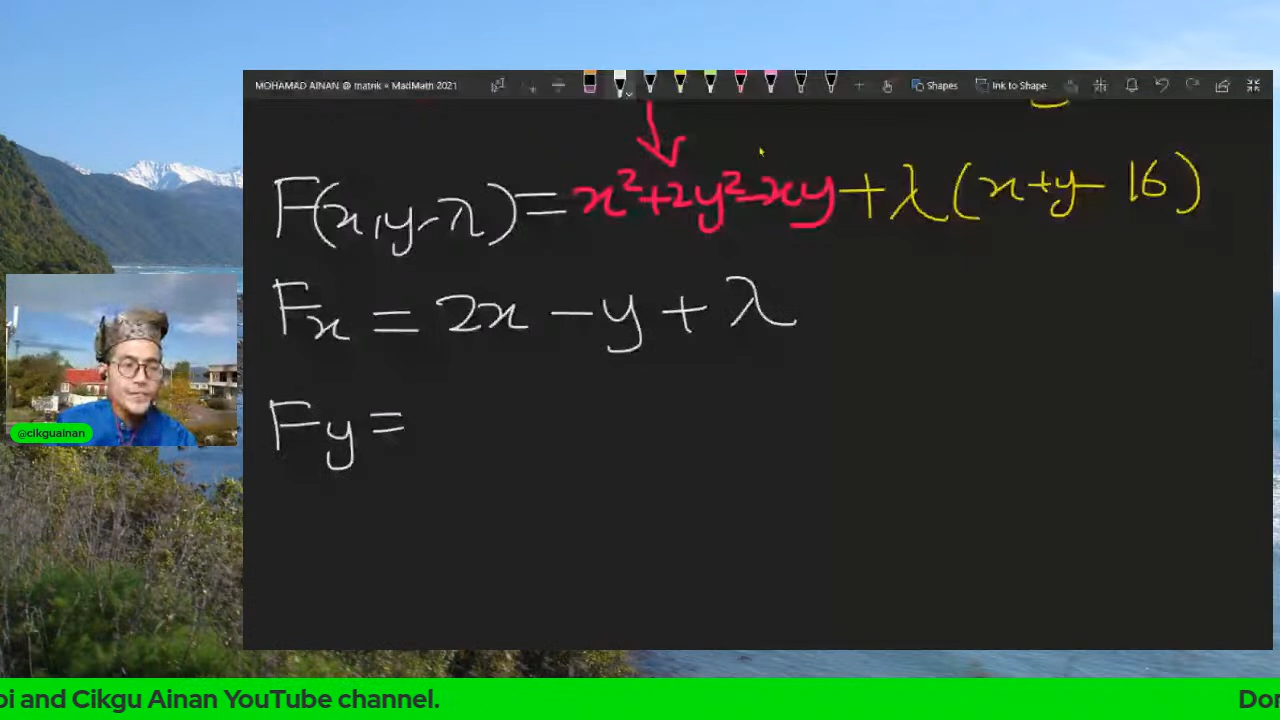 MOHAMAD AINAN @ matrik • MadMath 2021
Shapes
Ink to Shape
F(x,y,λ) = x²+2y²-xy+λ(x+y-16)
Fx = 2x - y + λ
Fy =
@cikguainan
and Cikgu Ainan YouTube channel.